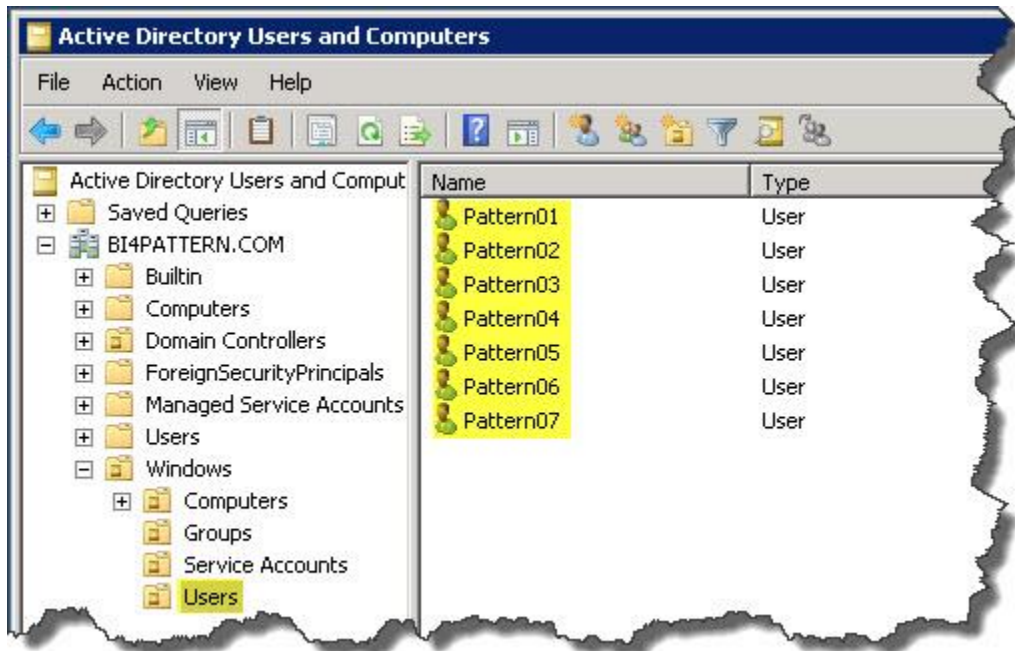 Active Directory Users and Computers
File Action View Help
Active Directory Users and Comput
Saved Queries
BI4PATTERN.COM
Builtin
Computers
Domain Controllers
ForeignSecurityPrincipals
Managed Service Accounts
Users
Windows
Computers
Groups
Service Accounts
Users
Name Type
Pattern01 User
Pattern02 User
Pattern03 User
Pattern04 User
Pattern05 User
Pattern06 User
Pattern07 User